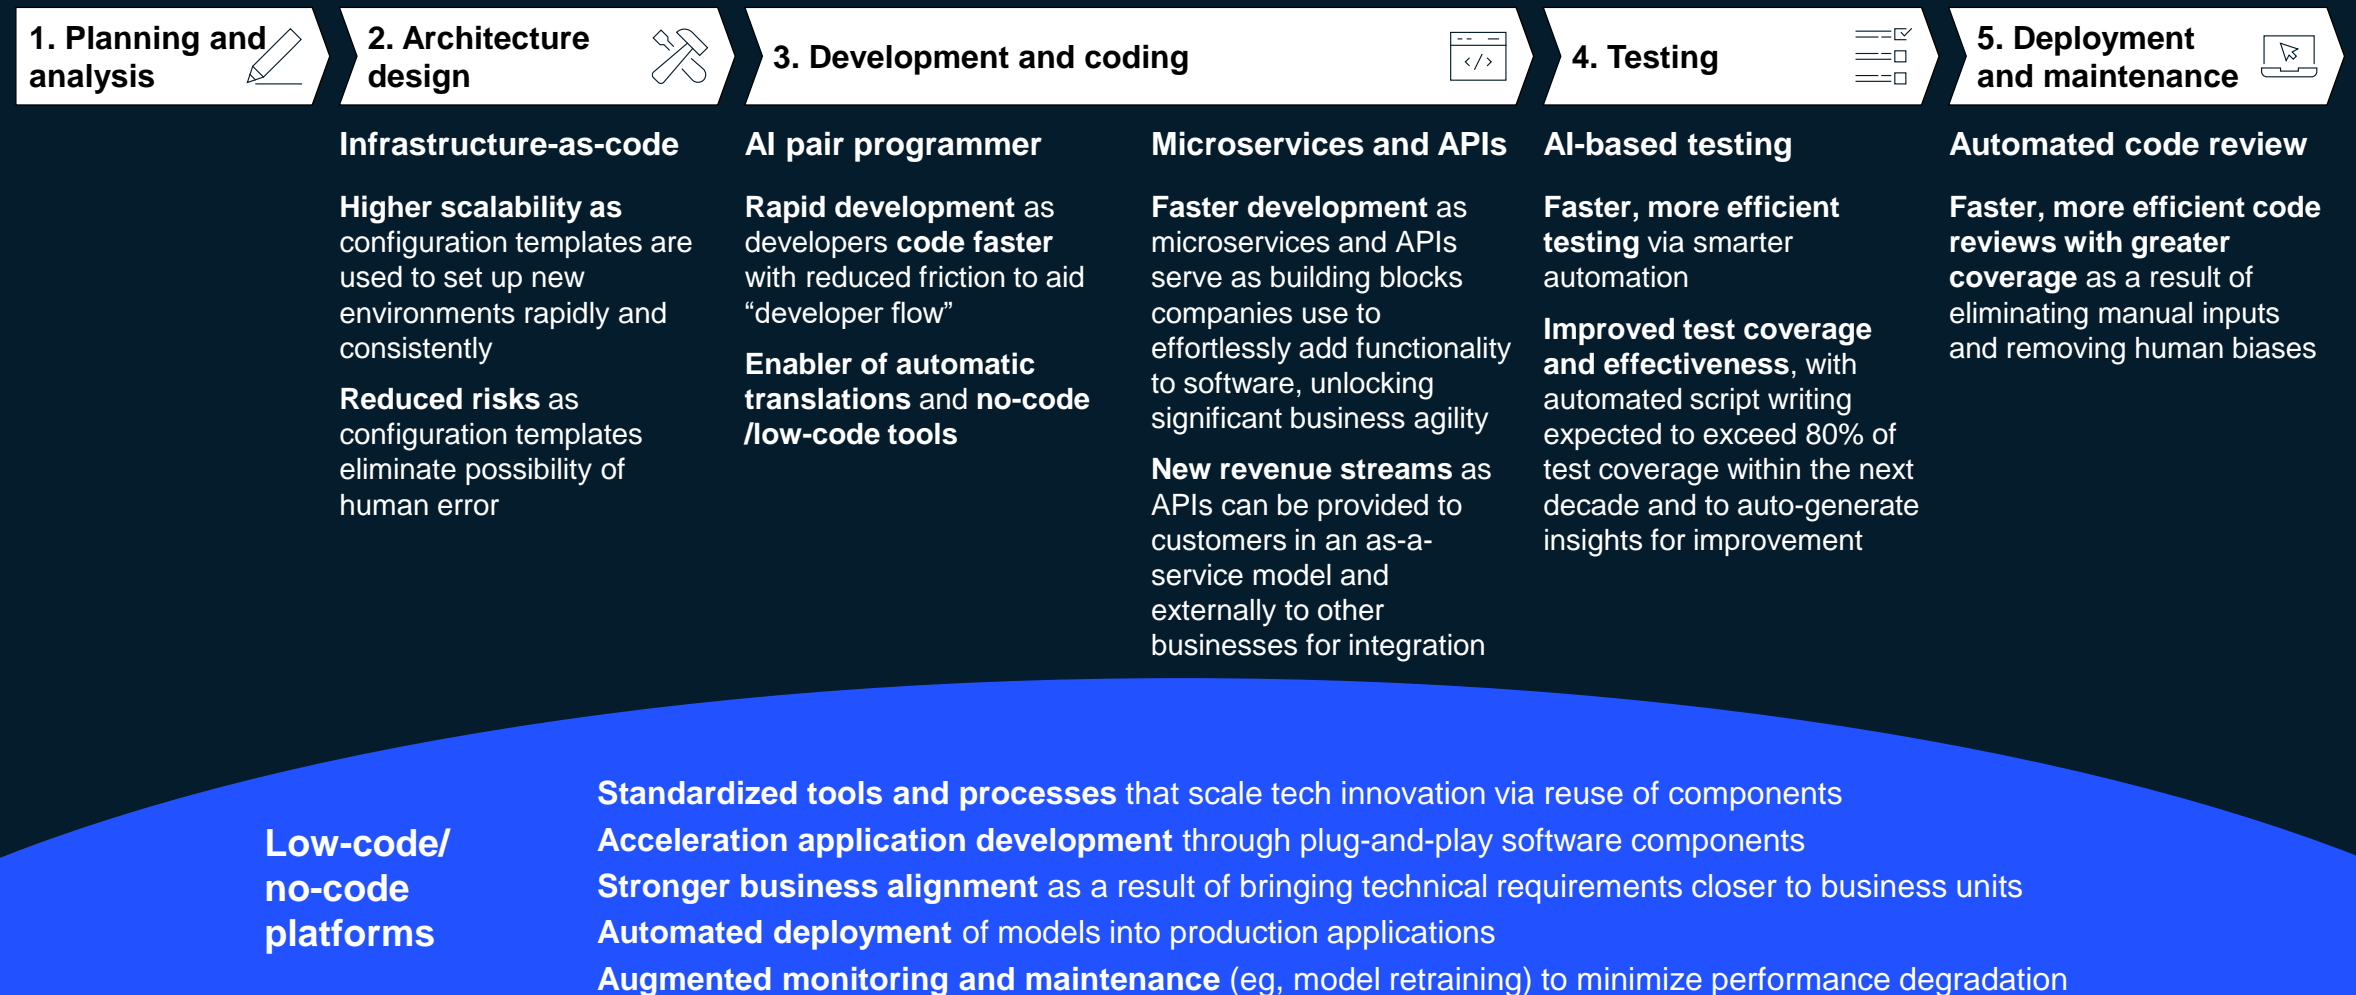 1. Planning and
analysis
2. Architecture
design
3. Development and coding
4. Testing
5. Deployment
and maintenance
Infrastructure-as-code
Higher scalability as
configuration templates are
used to set up new
environments rapidly and
consistently
Reduced risks as
configuration templates
eliminate possibility of
human error
AI pair programmer
Rapid development as
developers code faster
with reduced friction to aid
“developer flow”
Enabler of automatic
translations and no-code
/low-code tools
Microservices and APIs
Faster development as
microservices and APIs
serve as building blocks
companies use to
effortlessly add functionality
to software, unlocking
significant business agility
New revenue streams as
APIs can be provided to
customers in an as-a-
service model and
externally to other
businesses for integration
AI-based testing
Faster, more efficient
testing via smarter
automation
Improved test coverage
and effectiveness, with
automated script writing
expected to exceed 80% of
test coverage within the next
decade and to auto-generate
insights for improvement
Automated code review
Faster, more efficient code
reviews with greater
coverage as a result of
eliminating manual inputs
and removing human biases
Low-code/
no-code
platforms
Standardized tools and processes that scale tech innovation via reuse of components
Acceleration application development through plug-and-play software components
Stronger business alignment as a result of bringing technical requirements closer to business units
Automated deployment of models into production applications
Augmented monitoring and maintenance (eg, model retraining) to minimize performance degradation